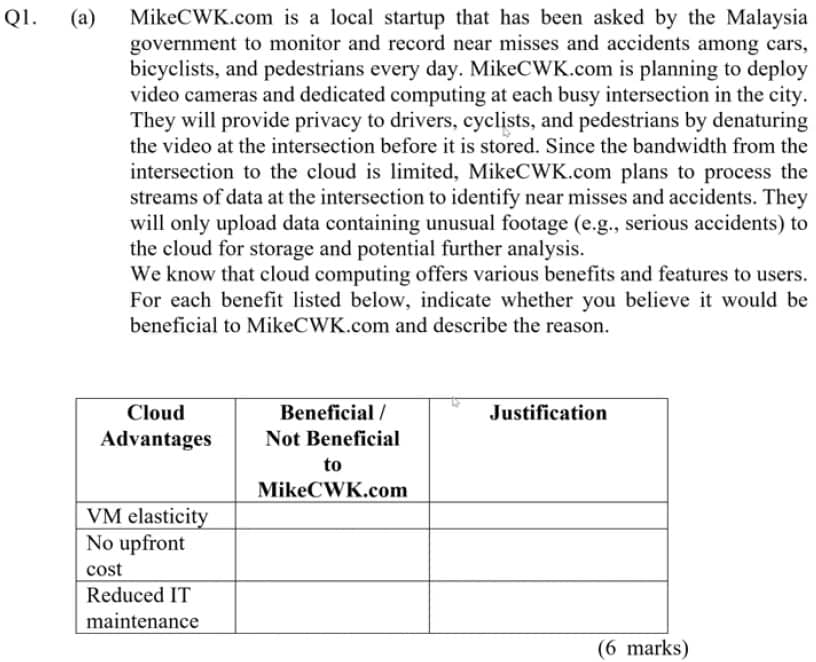 Q1. (a) MikeCWK.com is a local startup that has been asked by the Malaysia
government to monitor and record near misses and accidents among cars,
bicyclists, and pedestrians every day. MikeCWK.com is planning to deploy
video cameras and dedicated computing at each busy intersection in the city.
They will provide privacy to drivers, cyclists, and pedestrians by denaturing
the video at the intersection before it is stored. Since the bandwidth from the
intersection to the cloud is limited, MikeCWK.com plans to process the
streams of data at the intersection to identify near misses and accidents. They
will only upload data containing unusual footage (e.g., serious accidents) to
the cloud for storage and potential further analysis.
We know that cloud computing offers various benefits and features to users.
For each benefit listed below, indicate whether you believe it would be
beneficial to MikeCWK.com and describe the reason.
Cloud
Advantages
Beneficial /
Not Beneficial
to
MikeCWK.com
Justification
VM elasticity
No upfront
cost
Reduced IT
maintenance
(6 marks)